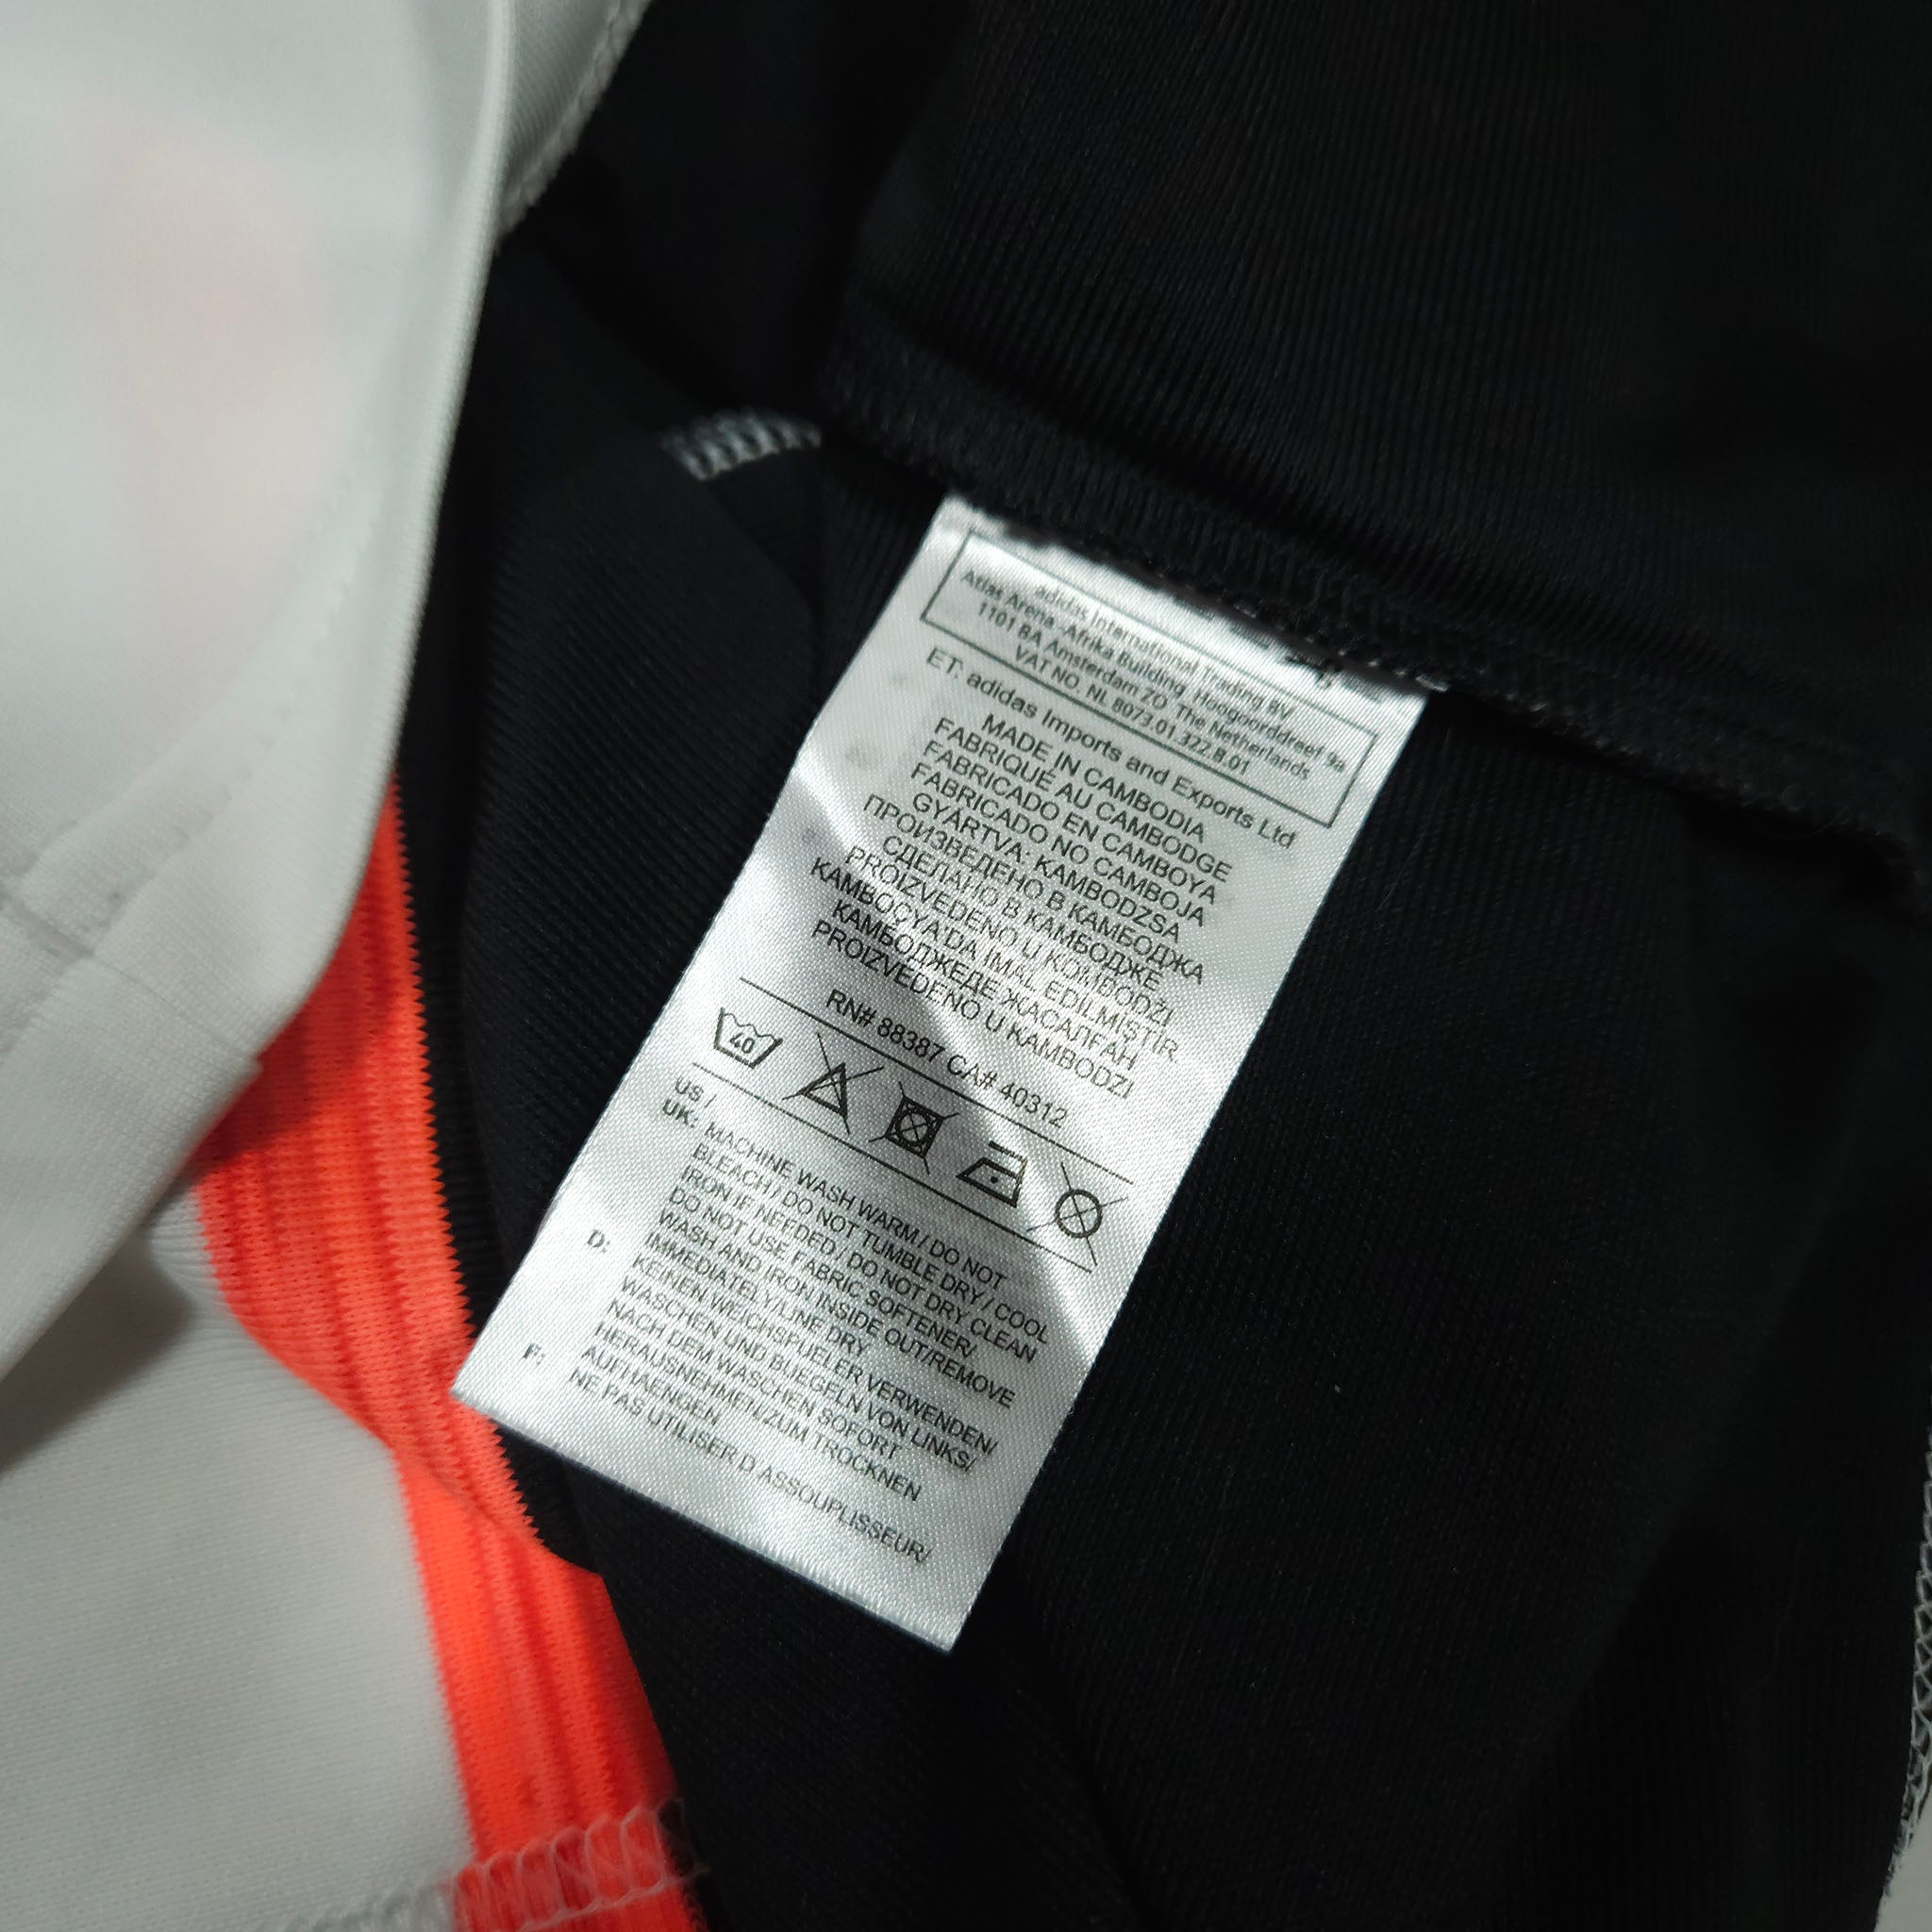 adidas International Trading BV
Atlas Arena -Afrika Building, Hoogoorddreef 9a
1101 BA Amsterdam ZO The Netherlands
VAT NO. NL 8073.01.322.B.01
ET: adidas Imports and Exports Ltd
MADE IN CAMBODIA
FABRIQUÉ AU CAMBODGE
FABRICADO EN CAMBOYA
FABRICADO NO CAMBOJA
GYÁRTVA: KAMBODZSA
ПРОИЗВЕДЕНО В КАМБОДЖА
СДЕЛАНО В КАМБОДЖЕ
PROIZVEDENO U KOMBODZI
KAMBOÇYA'DA IMAL EDILMIŞTIR
КАМБОДЖЕДЕ ЖАСАЛҒАН
PROIZVEDENO U KAMBODZI
RN# 88387 CA# 40312
40
US /
UK: MACHINE WASH WARM / DO NOT
BLEACH / DO NOT TUMBLE DRY / COOL
IRON IF NEEDED / DO NOT DRY CLEAN
DO NOT USE FABRIC SOFTENER/
WASH AND IRON INSIDE OUT/REMOVE
IMMEDIATELY/LINE DRY
D: KEINEN WEICHSPUELER VERWENDEN/
WASCHEN UND BUEGELN VON LINKS/
NACH DEM WASCHEN SOFORT
HERAUSNEHMEN,ZUM TROCKNEN
AUFHAENGEN
F: NE PAS UTILISER D ASSOUPLISSEUR/